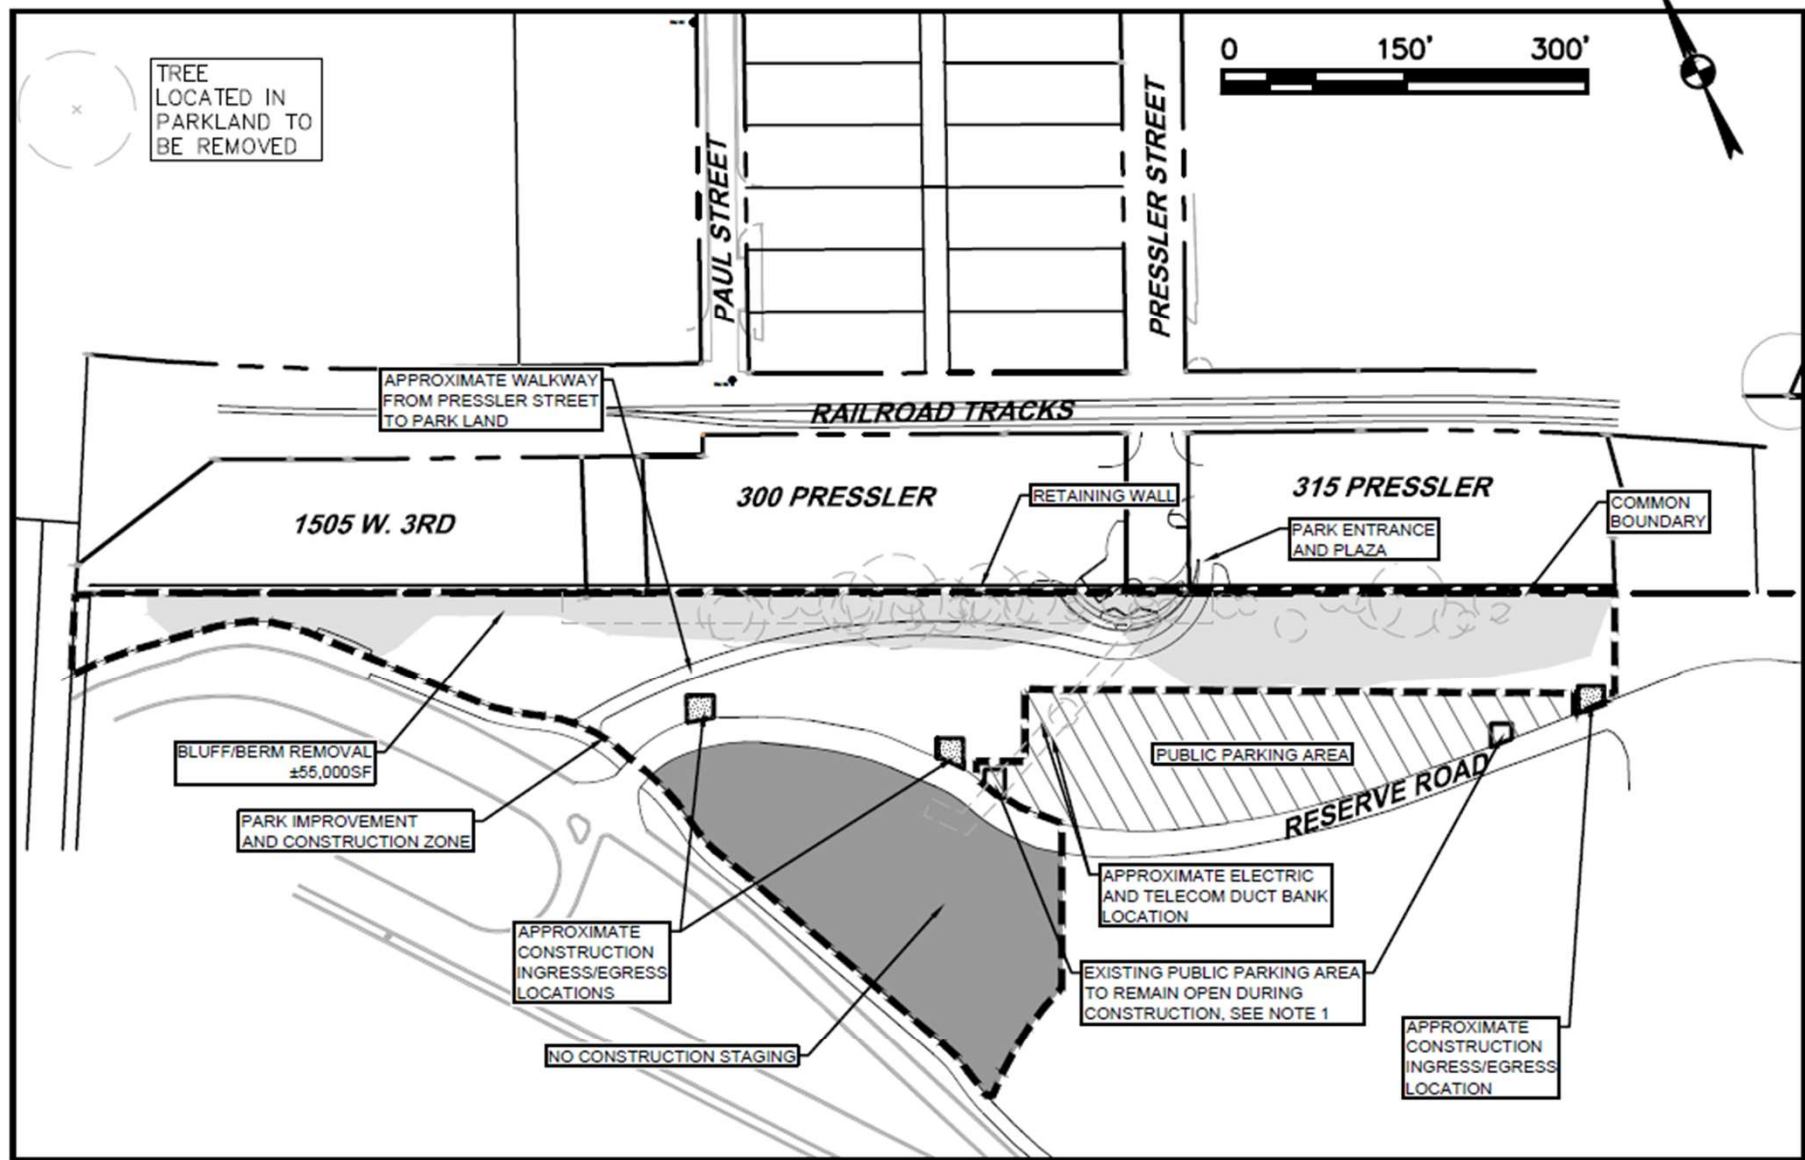 TREE
LOCATED IN
PARKLAND TO
BE REMOVED
0 150' 300'
PAUL STREET
PRESSLER STREET
APPROXIMATE WALKWAY
FROM PRESSLER STREET
TO PARK LAND
RAILROAD TRACKS
1505 W. 3RD
300 PRESSLER
RETAINING WALL
315 PRESSLER
PARK ENTRANCE
AND PLAZA
COMMON
BOUNDARY
BLUFF/BERM REMOVAL
±55,000SF
PARK IMPROVEMENT
AND CONSTRUCTION ZONE
PUBLIC PARKING AREA
RESERVE ROAD
APPROXIMATE ELECTRIC
AND TELECOM DUCT BANK
LOCATION
APPROXIMATE
CONSTRUCTION
INGRESS/EGRESS
LOCATIONS
EXISTING PUBLIC PARKING AREA
TO REMAIN OPEN DURING
CONSTRUCTION, SEE NOTE 1
NO CONSTRUCTION STAGING
APPROXIMATE
CONSTRUCTION
INGRESS/EGRESS
LOCATION